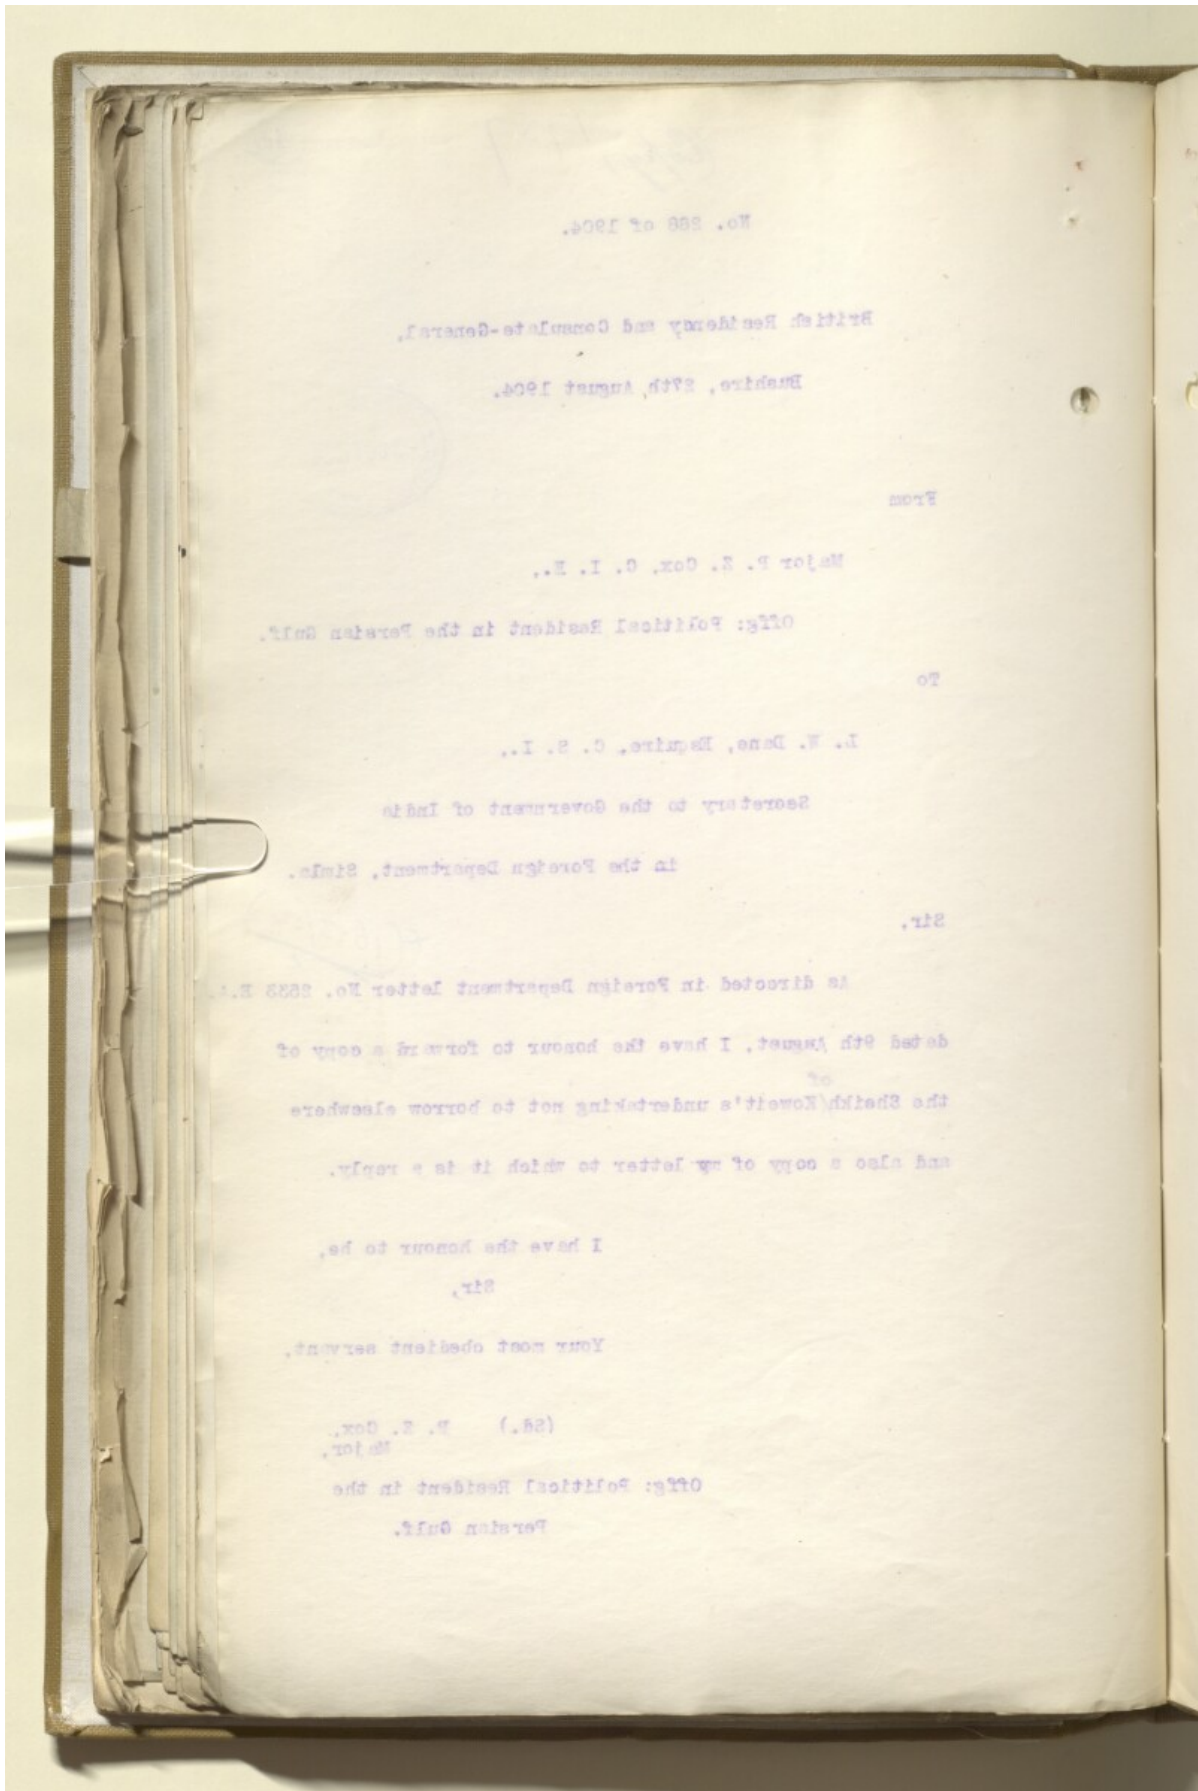 No. 268 of 1904.
British Residency and Consulate-General,
Bushire, 27th August 1904.
From
Major P. Z. Cox, C. I. E.,
Offg: Political Resident in the Persian Gulf.
To
L. W. Dane, Esquire, C. S. I.,
Secretary to the Government of India
in the Foreign Department, Simla.
Sir,
As directed in Foreign Department letter No. 2533 E.A.
dated 9th August, I have the honour to forward a copy of
the Sheikh of Koweit's undertaking not to borrow elsewhere
and also a copy of my letter to which it is a reply.
I have the honour to be,
Sir,
Your most obedient servant,
(Sd.) P. Z. Cox,
Major,
Offg: Political Resident in the
Persian Gulf.